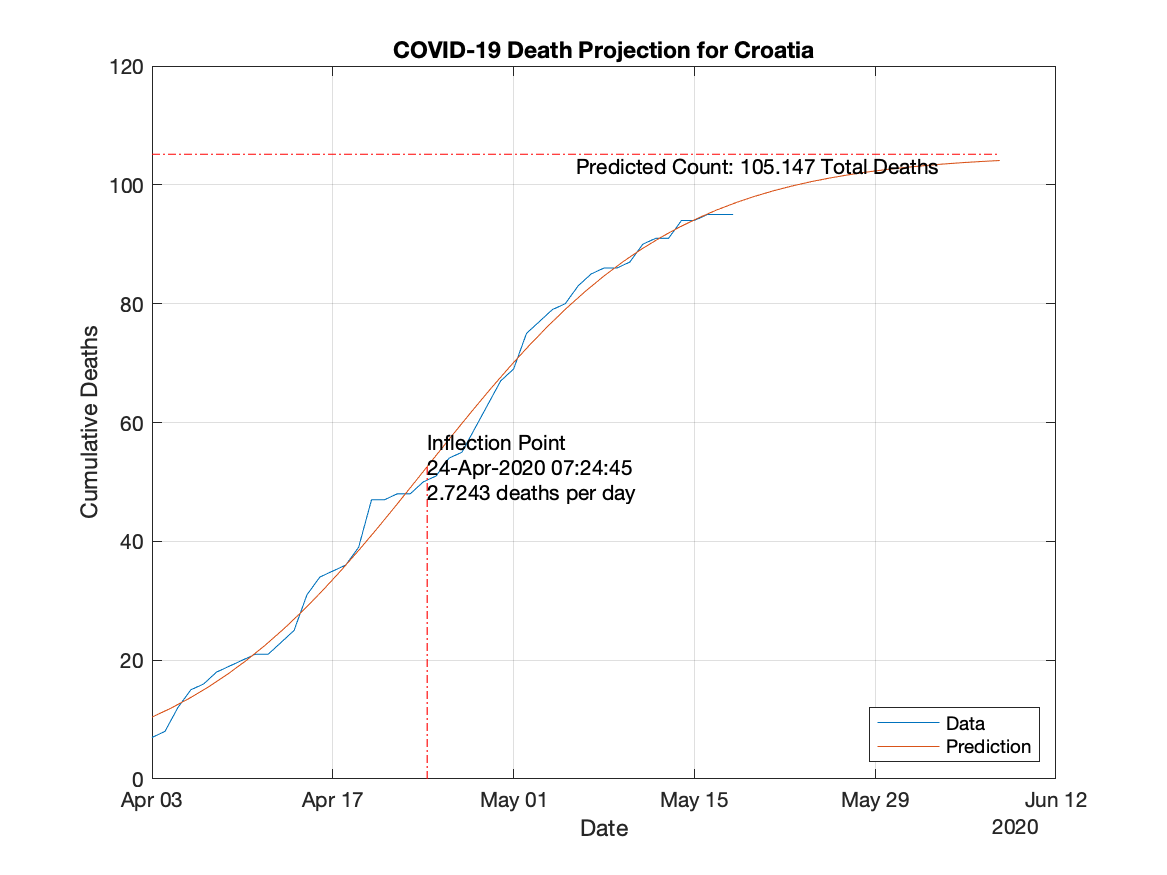 COVID-19 Death Projection for Croatia
120
100
80
60
40
20
0
Cumulative Deaths
Predicted Count: 105.147 Total Deaths
Inflection Point
24-Apr-2020 07:24:45
2.7243 deaths per day
Data
Prediction
Apr 03
Apr 17
May 01
May 15
May 29
Jun 12
Date
2020